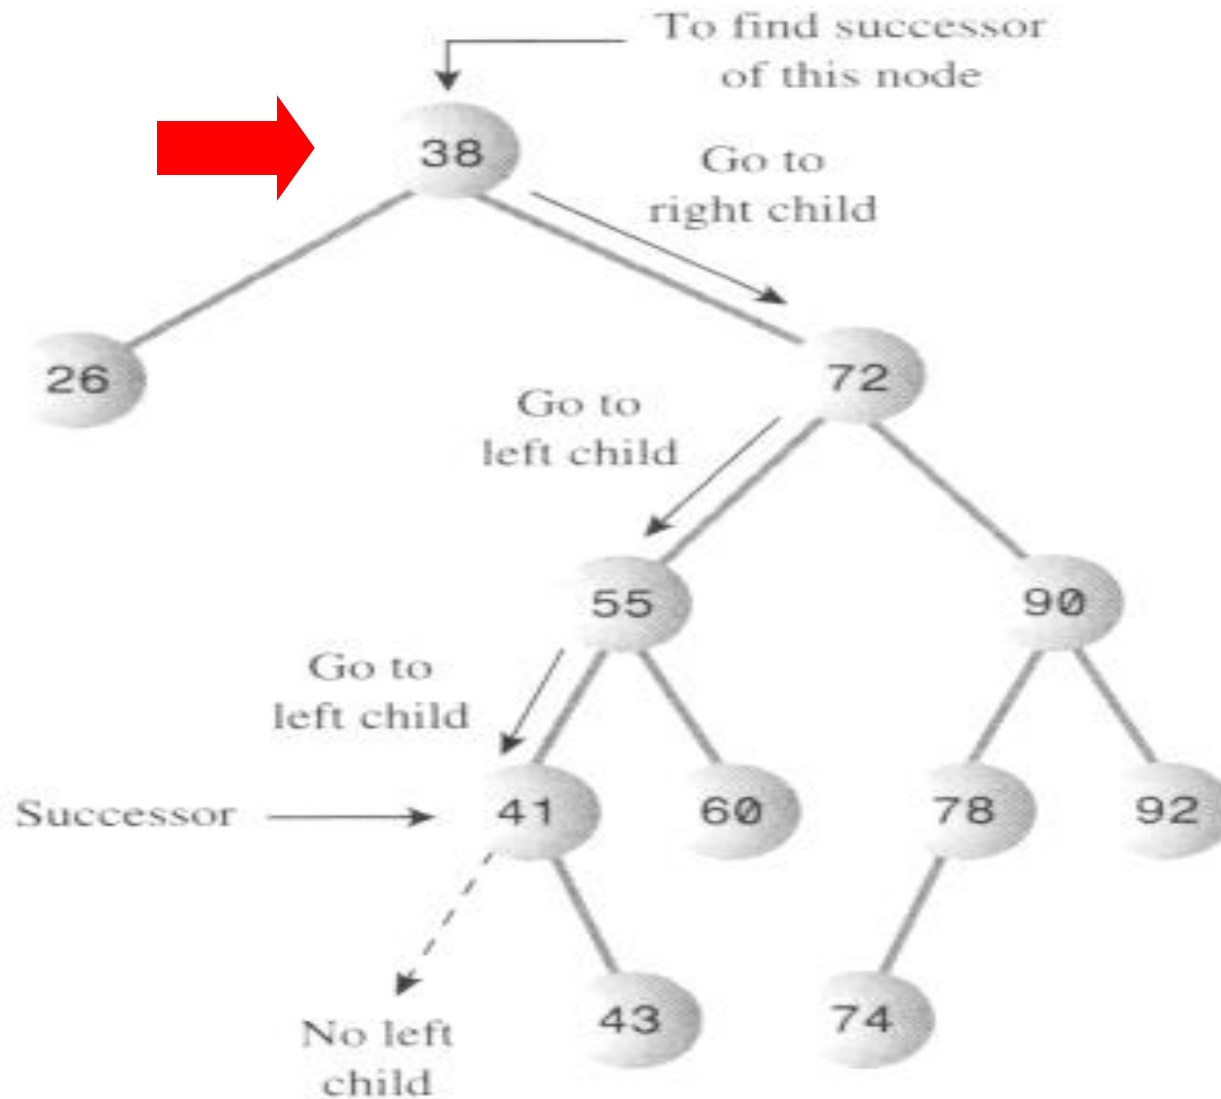 To find successor
of this node
38
Go to
right child
26
72
Go to
left child
55
90
Go to
left child
Successor
41
60
78
92
No left
child
43
74